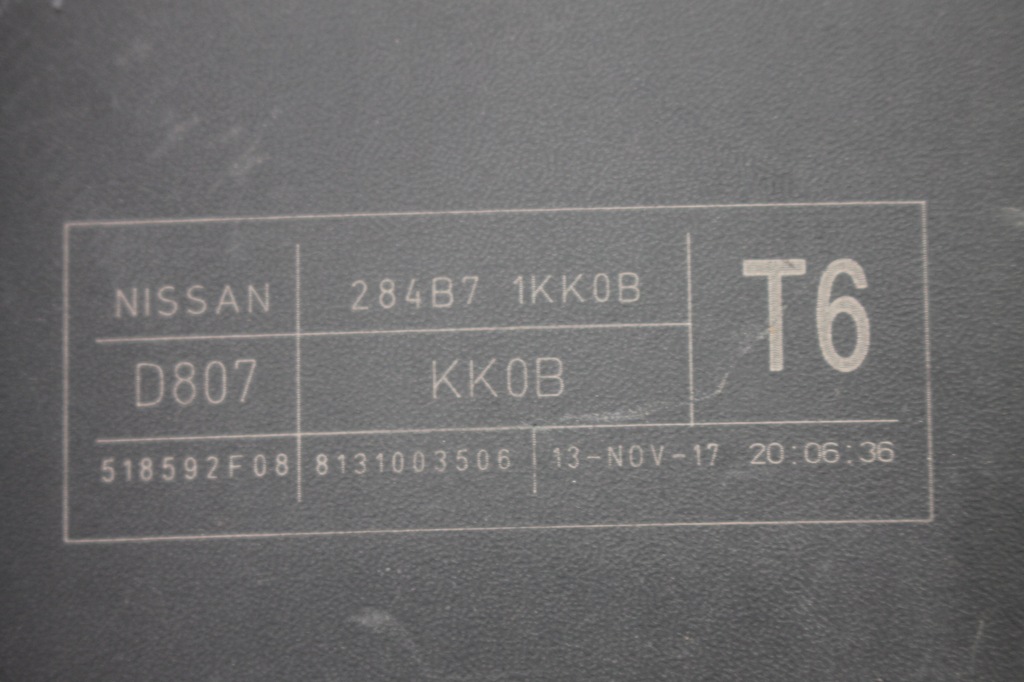 NISSAN 284B7 1KK0B T6
D807 KK0B
518592F08 8131003506 13-NOV-17 20:06:36